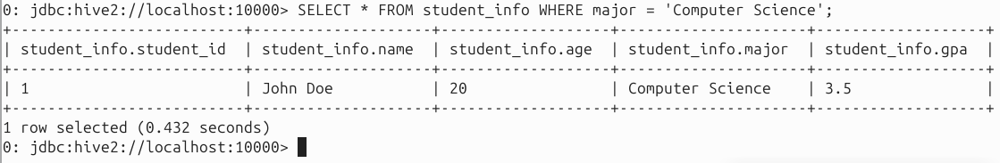 0: jdbc:hive2://localhost:10000> SELECT * FROM student_info WHERE major = 'Computer Science';
+--------------------------+--------------------+-------------------+---------------------+-------------------+
| student_info.student_id  | student_info.name  | student_info.age  | student_info.major  | student_info.gpa  |
+--------------------------+--------------------+-------------------+---------------------+-------------------+
| 1                        | John Doe           | 20                | Computer Science    | 3.5               |
+--------------------------+--------------------+-------------------+---------------------+-------------------+
1 row selected (0.432 seconds)
0: jdbc:hive2://localhost:10000>